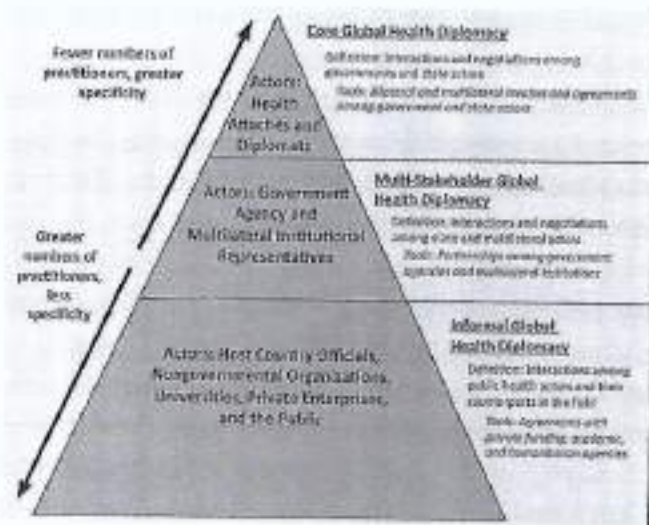 Fewer numbers of
practitioners, greater
specificity
Greater
numbers of
practitioners,
less
specificity
Actors:
Health
Attachés and
Diplomats
Core Global Health Diplomacy
Definition: Interactions and negotiations among
governments and state
Tools: Bilateral and multilateral and agreements
among government and state actors
Actors: Government
Agency and
Multilateral Institutional
Representatives
Multi-Stakeholder Global
Health Diplomacy
Definition: Interactions and negotiations
among state and multilateral actors
Tools: Partnerships among government
agencies and multilateral institutions
Actors: Host Country Officials,
Nongovernmental Organizations,
Universities, Private Enterprises,
and the Public
Informal Global
Health Diplomacy
Definition: Interactions among
public health actors and their
counterparts in the field
Tools: Agreements with
private funding, academic,
and humanitarian agencies